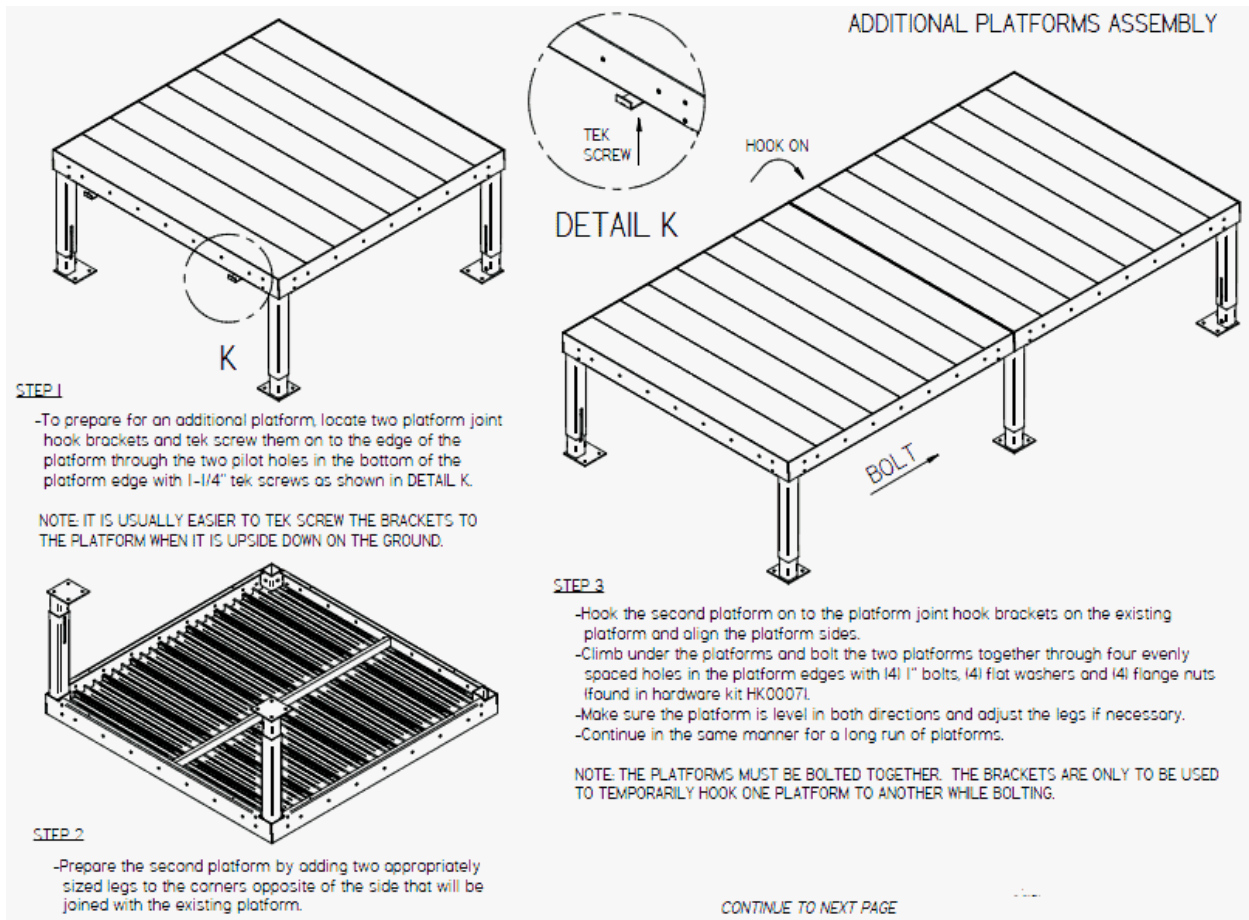 ADDITIONAL PLATFORMS ASSEMBLY
TEK
SCREW
HOOK ON
DETAIL K
K
BOLT
STEP 1
-To prepare for an additional platform, locate two platform joint
hook brackets and tek screw them on to the edge of the
platform through the two pilot holes in the bottom of the
platform edge with 1-1/4" tek screws as shown in DETAIL K.
NOTE: IT IS USUALLY EASIER TO TEK SCREW THE BRACKETS TO
THE PLATFORM WHEN IT IS UPSIDE DOWN ON THE GROUND.
STEP 2
-Prepare the second platform by adding two appropriately
sized legs to the corners opposite of the side that will be
joined with the existing platform.
STEP 3
-Hook the second platform on to the platform joint hook brackets on the existing
platform and align the platform sides.
-Climb under the platforms and bolt the two platforms together through four evenly
spaced holes in the platform edges with (4) 1" bolts, (4) flat washers and (4) flange nuts
(found in hardware kit HK0007).
-Make sure the platform is level in both directions and adjust the legs if necessary.
-Continue in the same manner for a long run of platforms.
NOTE: THE PLATFORMS MUST BE BOLTED TOGETHER. THE BRACKETS ARE ONLY TO BE USED
TO TEMPORARILY HOOK ONE PLATFORM TO ANOTHER WHILE BOLTING.
CONTINUE TO NEXT PAGE